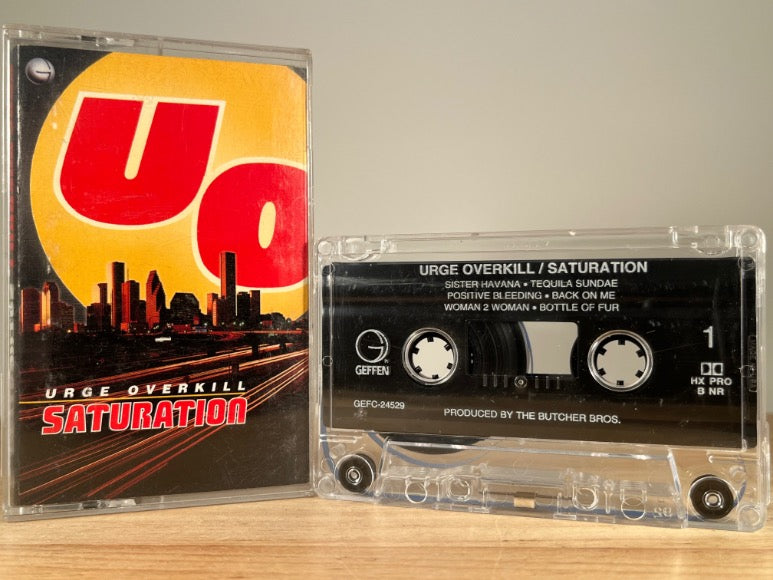 UO
URGE OVERKILL
SATURATION
URGE OVERKILL / SATURATION
SISTER HAVANA • TEQUILA SUNDAE
POSITIVE BLEEDING • BACK ON ME
WOMAN 2 WOMAN • BOTTLE OF FUR
G
GEFFEN
1
HX PRO
B NR
GEFC-24529
PRODUCED BY THE BUTCHER BROS.